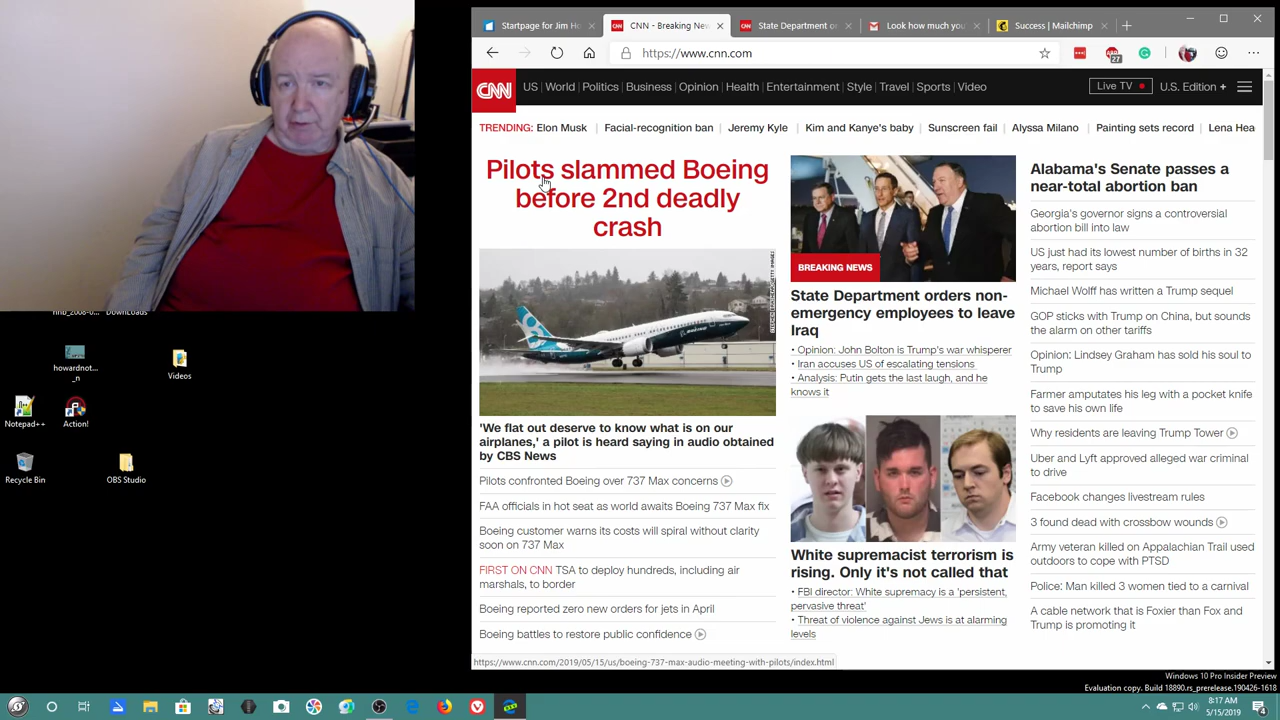 Startpage for Jim Ho
CNN - Breaking New
State Department or
Look how much you
Success | Mailchimp
https://www.cnn.com
27
CNN
US
World
Politics
Business
Opinion
Health
Entertainment
Style
Travel
Sports
Video
Live TV
U.S. Edition +
TRENDING:
Elon Musk
Facial-recognition ban
Jeremy Kyle
Kim and Kanye's baby
Sunscreen fail
Alyssa Milano
Painting sets record
Lena Hea
Pilots slammed Boeing
before 2nd deadly
crash
'We flat out deserve to know what is on our
airplanes,' a pilot is heard saying in audio obtained
by CBS News
Pilots confronted Boeing over 737 Max concerns
FAA officials in hot seat as world awaits Boeing 737 Max fix
Boeing customer warns its costs will spiral without clarity
soon on 737 Max
FIRST ON CNN TSA to deploy hundreds, including air
marshals, to border
Boeing reported zero new orders for jets in April
Boeing battles to restore public confidence
BREAKING NEWS
State Department orders non-
emergency employees to leave
Iraq
• Opinion: John Bolton is Trump's war whisperer
• Iran accuses US of escalating tensions
• Analysis: Putin gets the last laugh, and he
knows it
White supremacist terrorism is
rising. Only it's not called that
• FBI director: White supremacy is a 'persistent,
pervasive threat'
• Threat of violence against Jews is at alarming
levels
Alabama's Senate passes a
near-total abortion ban
Georgia's governor signs a controversial
abortion bill into law
US just had its lowest number of births in 32
years, report says
Michael Wolff has written a Trump sequel
GOP sticks with Trump on China, but sounds
the alarm on other tariffs
Opinion: Lindsey Graham has sold his soul to
Trump
Farmer amputates his leg with a pocket knife
to save his own life
Why residents are leaving Trump Tower
Uber and Lyft approved alleged war criminal
to drive
Facebook changes livestream rules
3 found dead with crossbow wounds
Army veteran killed on Appalachian Trail used
outdoors to cope with PTSD
Police: Man killed 3 women tied to a carnival
A cable network that is Foxier than Fox and
Trump is promoting it
https://www.cnn.com/2019/05/15/us/boeing-737-max-audio-meeting-with-pilots/index.html
DownLoads
howardnot...
_n
Videos
Notepad++
Action!
Recycle Bin
OBS Studio
BOEING
Windows 10 Pro Insider Preview
Evaluation copy. Build 18890.rs_prerelease.190426-1618
8:17 AM
5/15/2019
4